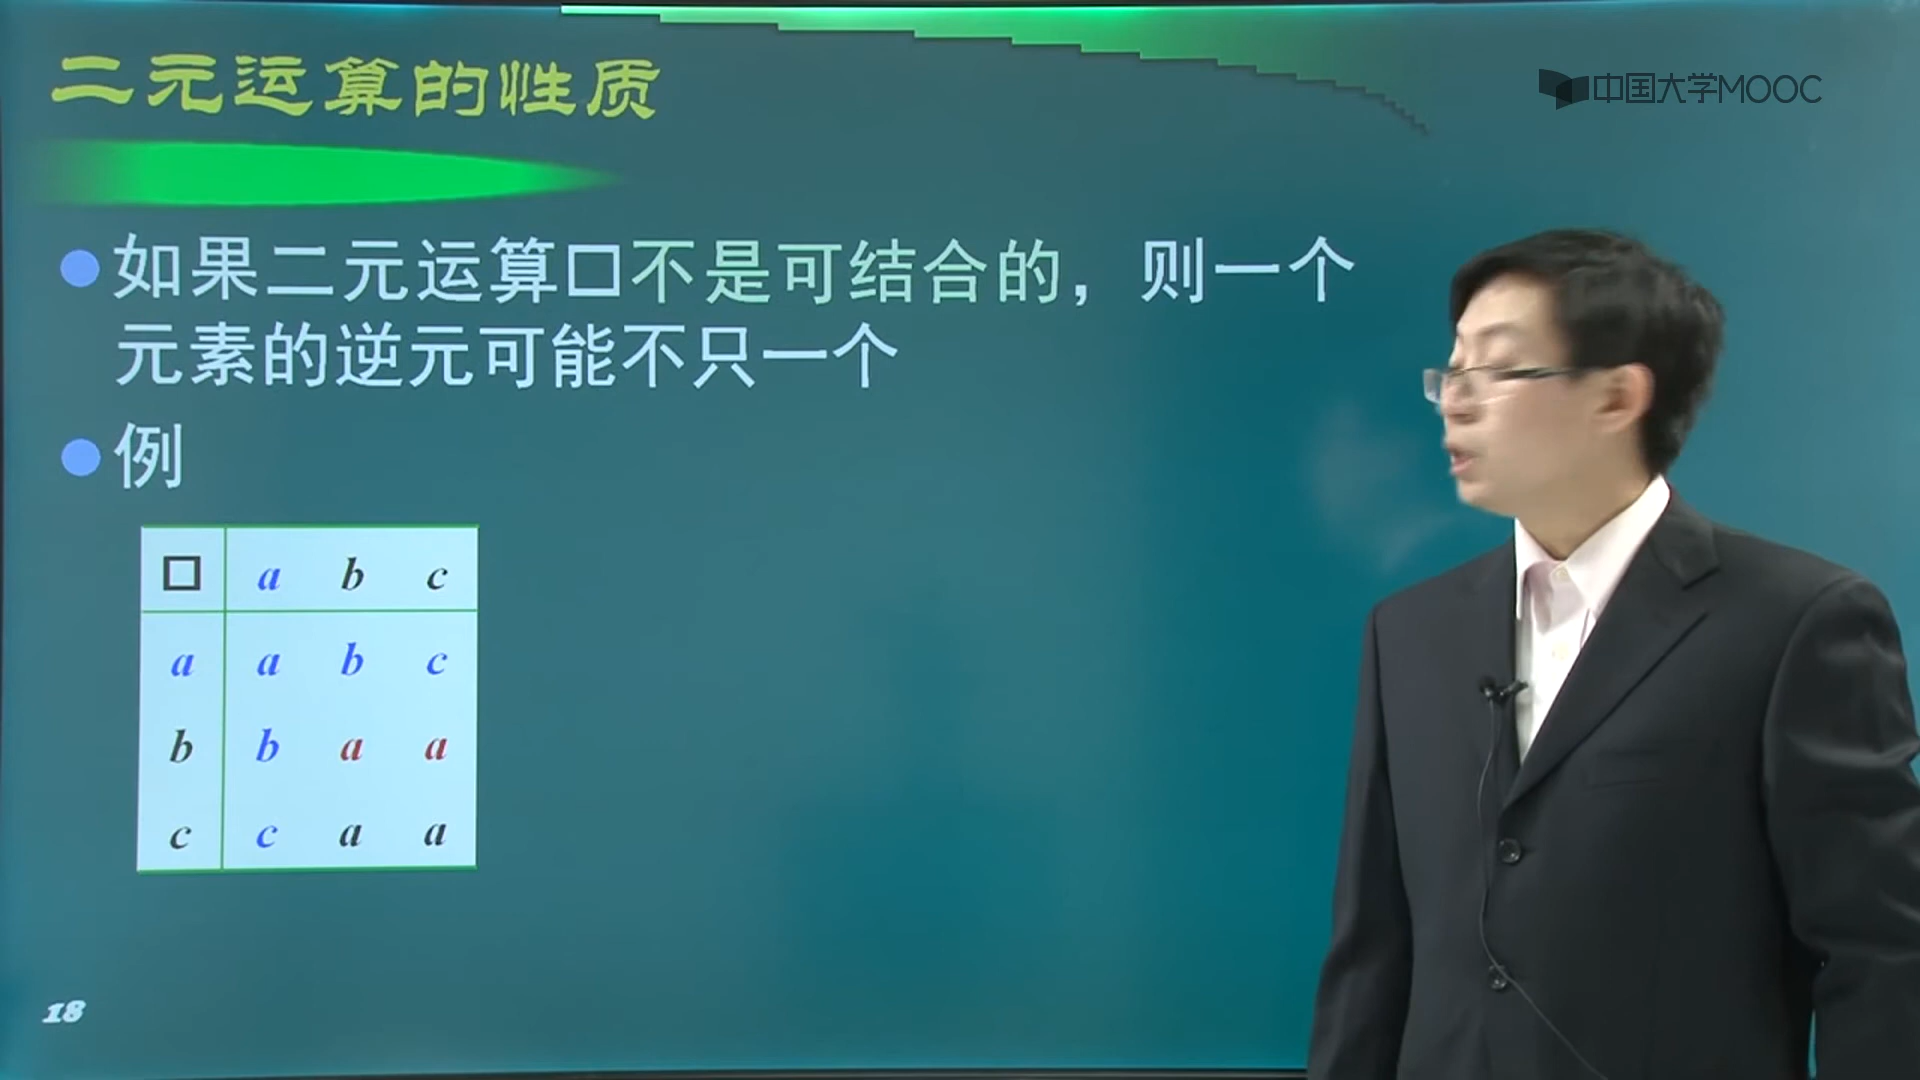 二元运算的性质
中国大学MOOC
如果二元运算□不是可结合的，则一个
元素的逆元可能不只一个
例
□ a b c
a a b c
b b a a
c c a a
18